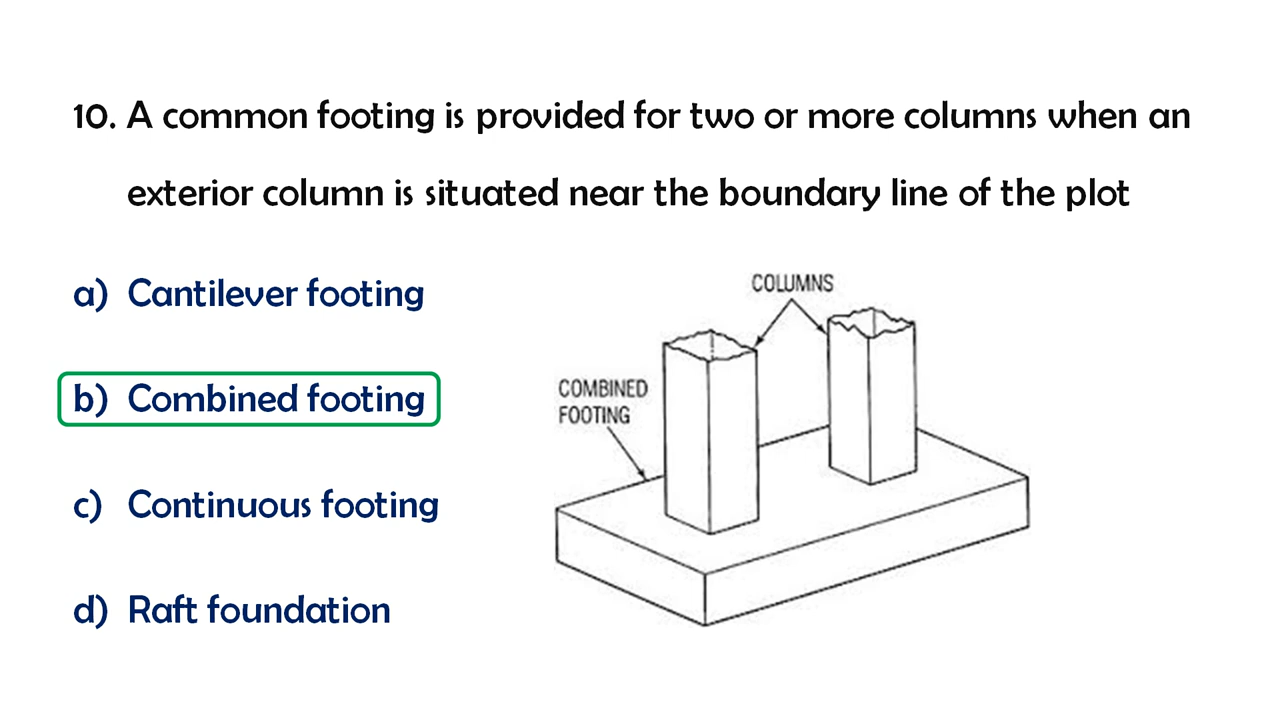 10. A common footing is provided for two or more columns when an
exterior column is situated near the boundary line of the plot
a) Cantilever footing
b) Combined footing
c) Continuous footing
d) Raft foundation
COLUMNS
COMBINED
FOOTING